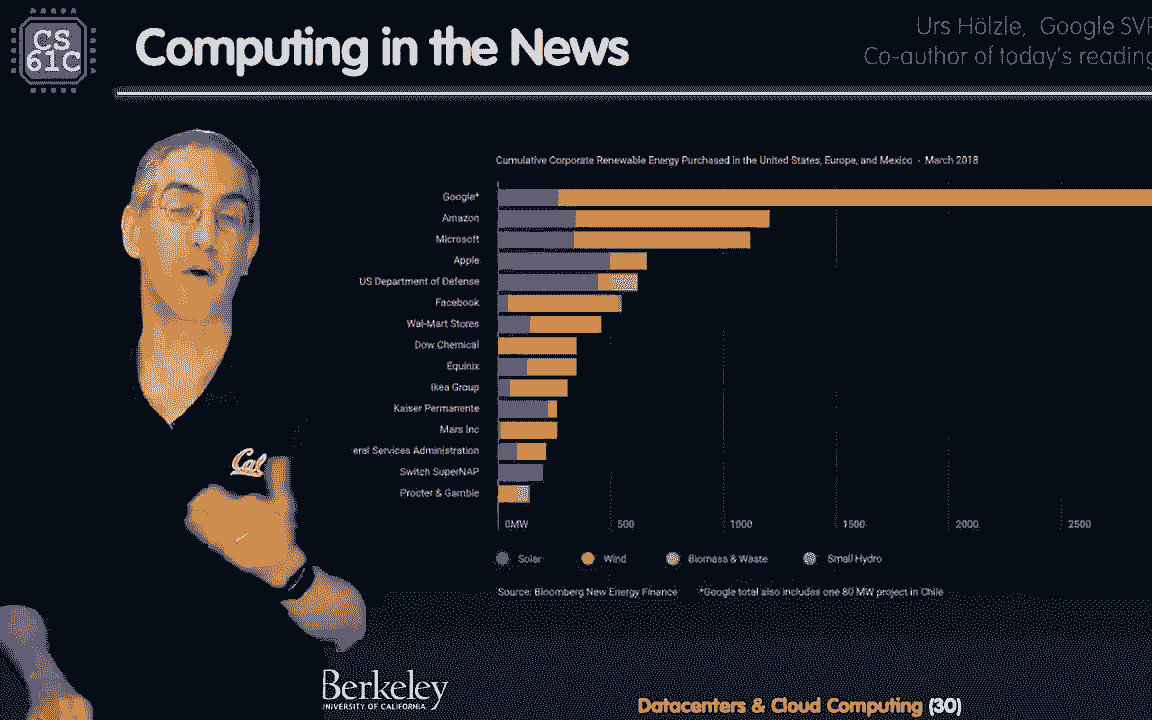 CS
61C
Computing in the News
Urs Hölzle, Google SVP
Co-author of today's reading
Cumulative Corporate Renewable Energy Purchased in the United States, Europe, and Mexico - March 2018
Google*
Amazon
Microsoft
Apple
US Department of Defense
Facebook
Wal-Mart Stores
Dow Chemical
Equinix
Ikea Group
Kaiser Permanente
Mars Inc
eral Services Administration
Switch SuperNAP
Procter & Gamble
0MW 500 1000 1500 2000 2500
Solar Wind Biomass & Waste Small Hydro
Source: Bloomberg New Energy Finance *Google total also includes one 80 MW project in Chile
Cal
Berkeley
UNIVERSITY OF CALIFORNIA
Datacenters & Cloud Computing (30)